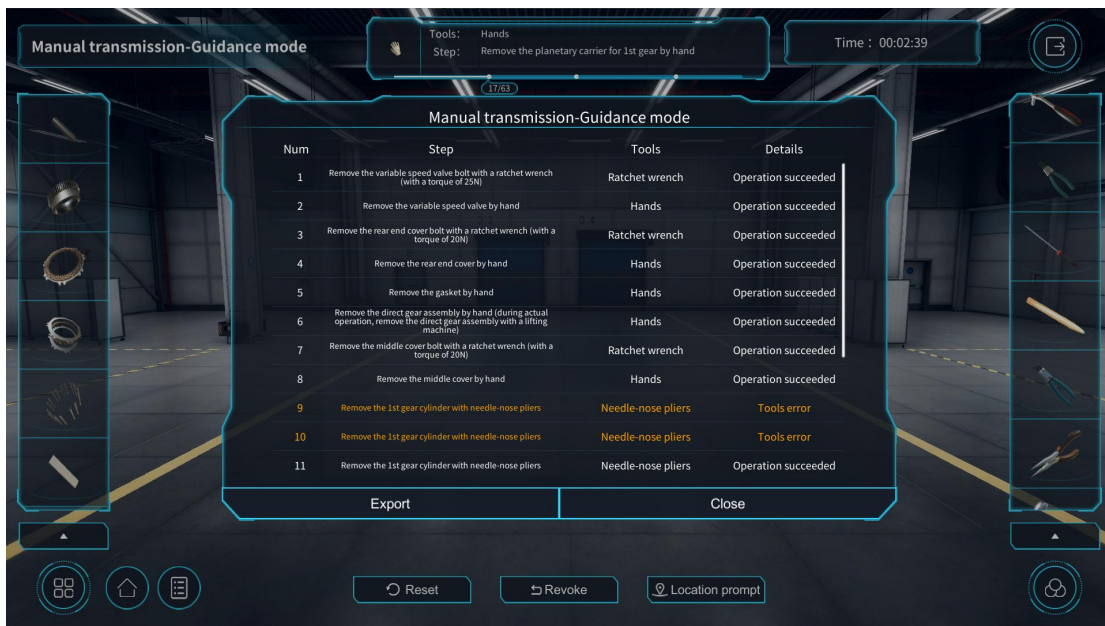 Manual transmission-Guidance mode
Tools: Hands
Step: Remove the planetary carrier for 1st gear by hand
Time : 00:02:39
17/63
Manual transmission-Guidance mode
Num Step Tools Details
1 Remove the variable speed valve bolt with a ratchet wrench
(with a torque of 25N) Ratchet wrench Operation succeeded
2 Remove the variable speed valve by hand Hands Operation succeeded
3 Remove the rear end cover bolt with a ratchet wrench (with a
torque of 20N) Ratchet wrench Operation succeeded
4 Remove the rear end cover by hand Hands Operation succeeded
5 Remove the gasket by hand Hands Operation succeeded
6 Remove the direct gear assembly by hand (during actual
operation, remove the direct gear assembly with a lifting
machine) Hands Operation succeeded
7 Remove the middle cover bolt with a ratchet wrench (with a
torque of 20N) Ratchet wrench Operation succeeded
8 Remove the middle cover by hand Hands Operation succeeded
9 Remove the 1st gear cylinder with needle-nose pliers Needle-nose pliers Tools error
10 Remove the 1st gear cylinder with needle-nose pliers Needle-nose pliers Tools error
11 Remove the 1st gear cylinder with needle-nose pliers Needle-nose pliers Operation succeeded
Export Close
Reset Revoke Location prompt